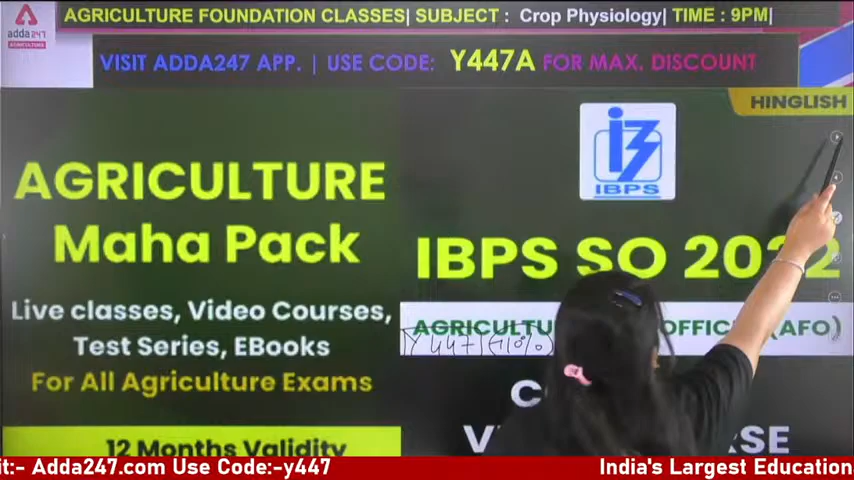 AGRICULTURE FOUNDATION CLASSES| SUBJECT : Crop Physiology| TIME : 9PM|
adda247
AGRICULTURE
VISIT ADDA247 APP. | USE CODE: Y447A FOR MAX. DISCOUNT
HINGLISH
IBPS
AGRICULTURE
Maha Pack
Live classes, Video Courses,
Test Series, EBooks
For All Agriculture Exams
12 Months Validity
IBPS SO 2022
OFFIC (AFO)
Y447
it:- Adda247.com Use Code:-y447
India's Largest Education